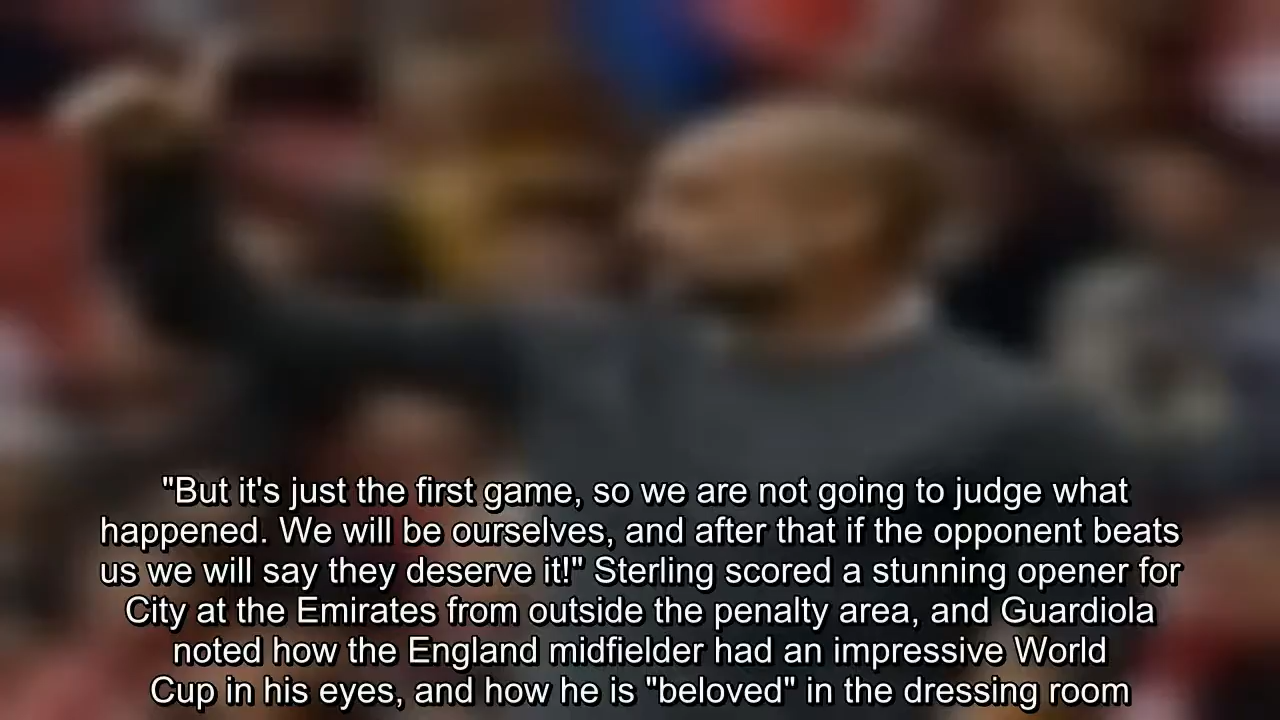 "But it's just the first game, so we are not going to judge what
happened. We will be ourselves, and after that if the opponent beats
us we will say they deserve it!" Sterling scored a stunning opener for
City at the Emirates from outside the penalty area, and Guardiola
noted how the England midfielder had an impressive World
Cup in his eyes, and how he is "beloved" in the dressing room